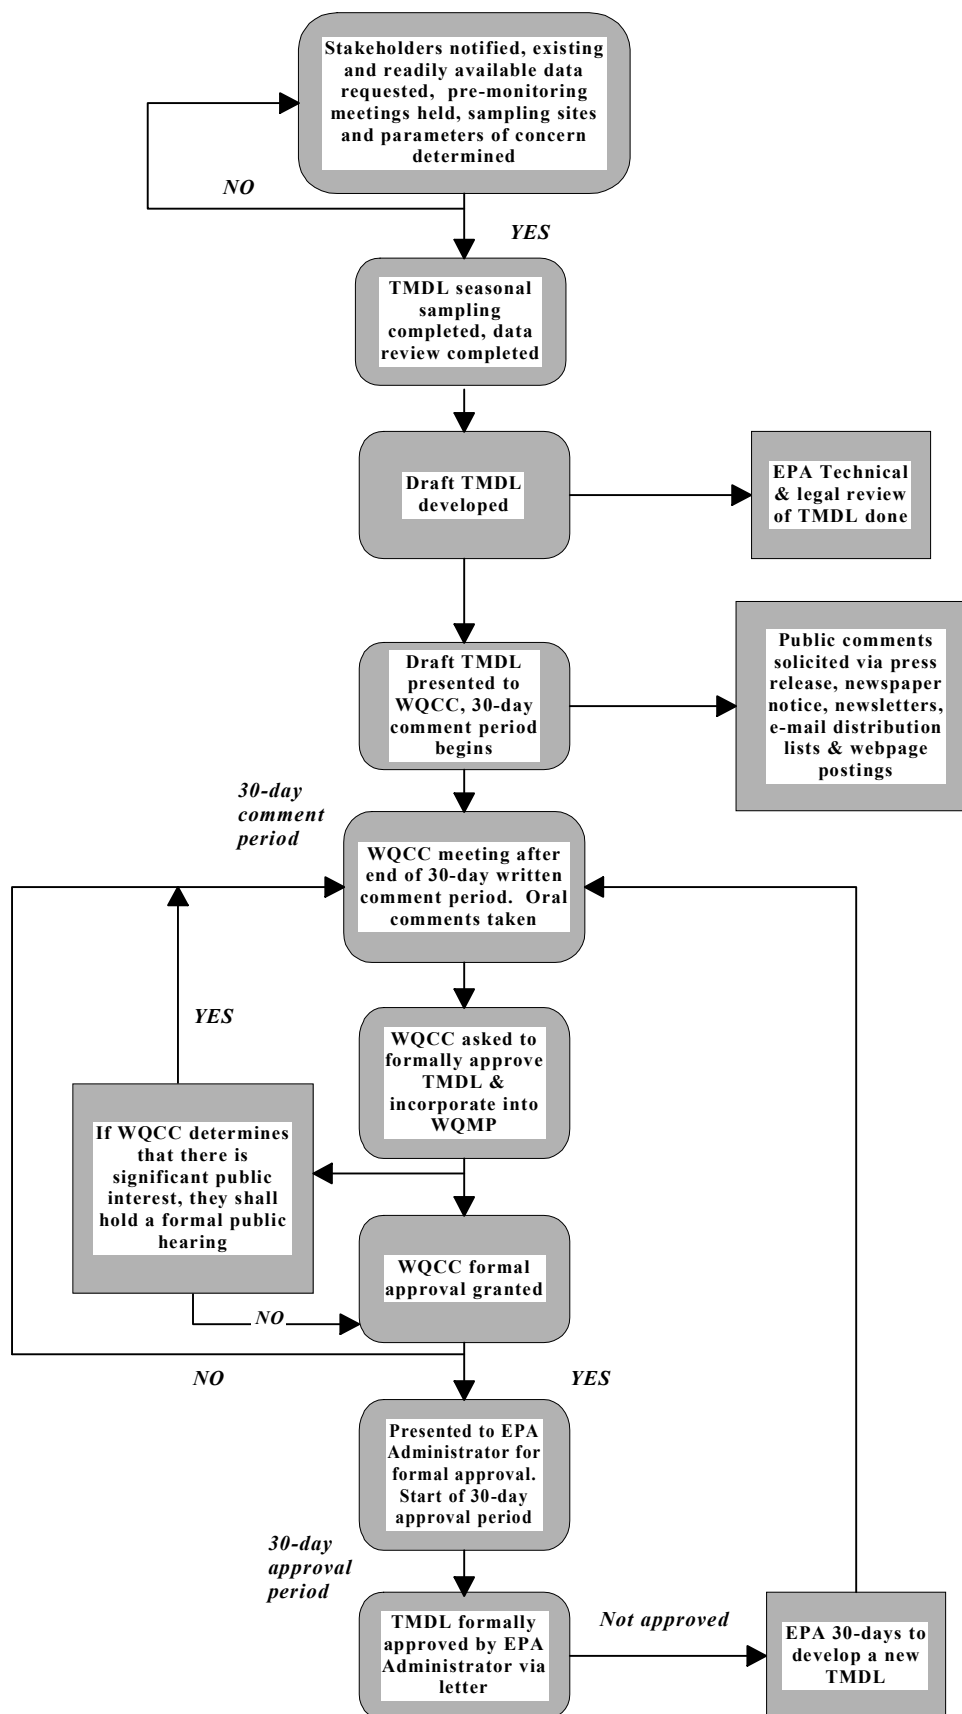 Stakeholders notified, existing
and readily available data
requested, pre-monitoring
meetings held, sampling sites
and parameters of concern
determined
NO
YES
TMDL seasonal
sampling
completed, data
review completed
Draft TMDL
developed
EPA Technical
& legal review
of TMDL done
Draft TMDL
presented to
WQCC, 30-day
comment period
begins
Public comments
solicited via press
release, newspaper
notice, newsletters,
e-mail distribution
lists & webpage
postings
30-day
comment
period
WQCC meeting after
end of 30-day written
comment period. Oral
comments taken
YES
WQCC asked to
formally approve
TMDL &
incorporate into
WQMP
If WQCC determines
that there is
significant public
interest, they shall
hold a formal public
hearing
WQCC formal
approval granted
NO
NO
YES
Presented to EPA
Administrator for
formal approval.
Start of 30-day
approval period
30-day
approval
period
TMDL formally
approved by EPA
Administrator via
letter
Not approved
EPA 30-days to
develop a new
TMDL